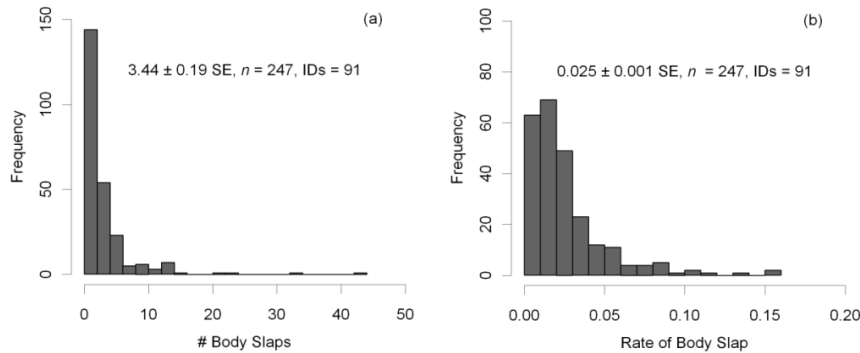 (a)
3.44 ± 0.19 SE, n = 247, IDs = 91
Frequency
150
100
50
0
0 10 20 30 40 50
# Body Slaps
(b)
0.025 ± 0.001 SE, n = 247, IDs = 91
Frequency
100
80
60
40
20
0
0.00 0.05 0.10 0.15 0.20
Rate of Body Slap